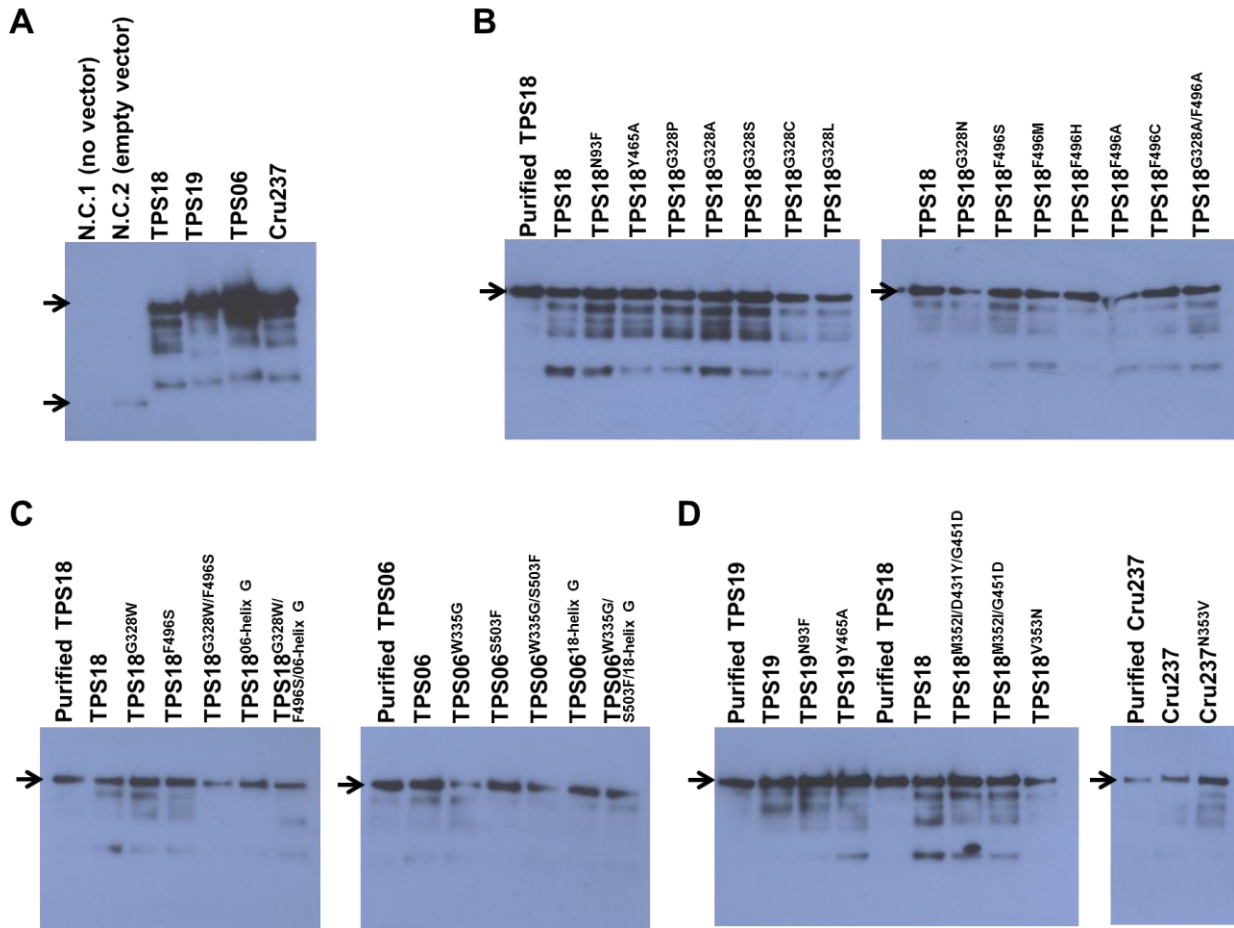 A
N.C.1 (no vector)
N.C.2 (empty vector)
TPS18
TPS19
TPS06
Cru237
B
Purified TPS18
TPS18
TPS18N93F
TPS18Y465A
TPS18G328P
TPS18G328A
TPS18G328S
TPS18G328C
TPS18G328L
TPS18
TPS18G328N
TPS18F496S
TPS18F496M
TPS18F496H
TPS18F496A
TPS18F496C
TPS18G328A/F496A
C
Purified TPS18
TPS18
TPS18G328W
TPS18F496S
TPS18G328W/F496S
TPS1806-helix G
TPS18G328W/
F496S/06-helix G
Purified TPS06
TPS06
TPS06W335G
TPS06S503F
TPS06W335G/S503F
TPS0618-helix G
TPS06W335G/
S503F/18-helix G
D
Purified TPS19
TPS19
TPS19N93F
TPS19Y465A
Purified TPS18
TPS18
TPS18M352I/D431Y/G451D
TPS18M352I/G451D
TPS18V353N
Purified Cru237
Cru237
Cru237N353V